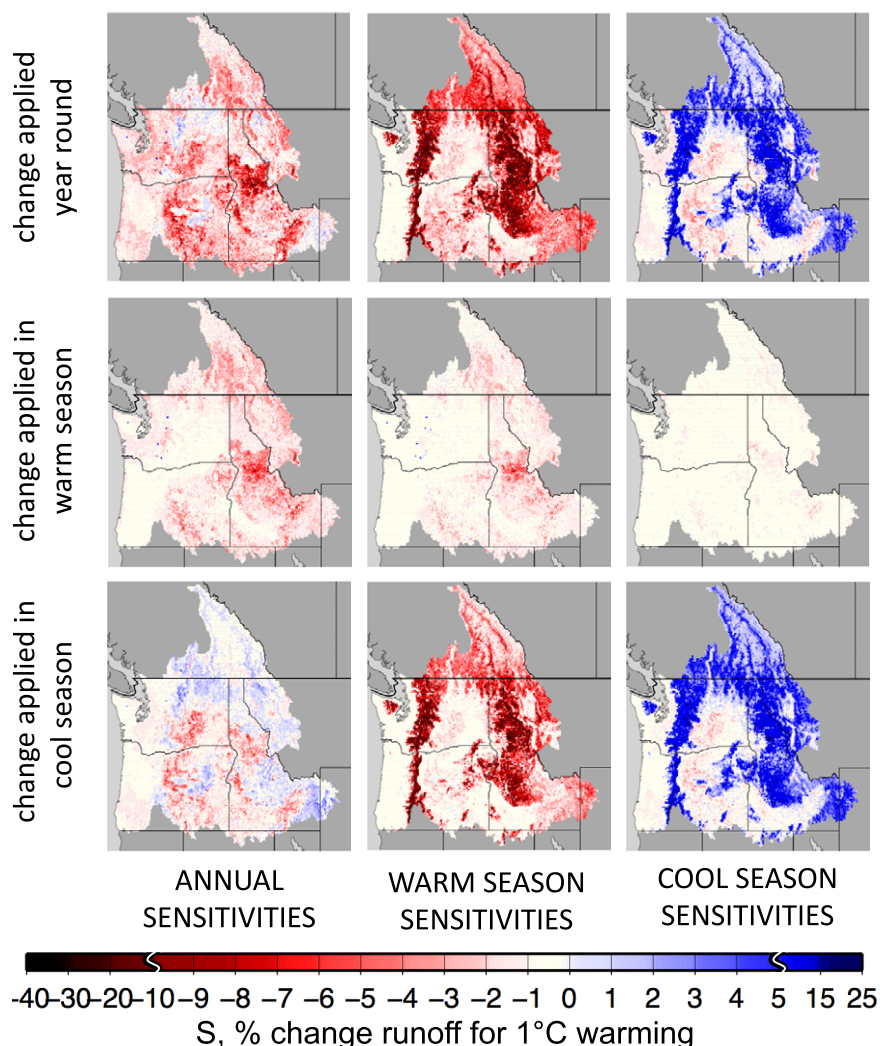 change applied
year round
change applied in
warm season
change applied in
cool season
ANNUAL
SENSITIVITIES
WARM SEASON
SENSITIVITIES
COOL SEASON
SENSITIVITIES
-40 -30 -20 -10 -9 -8 -7 -6 -5 -4 -3 -2 -1 0 1 2 3 4 5 15 25
S, % change runoff for 1°C warming